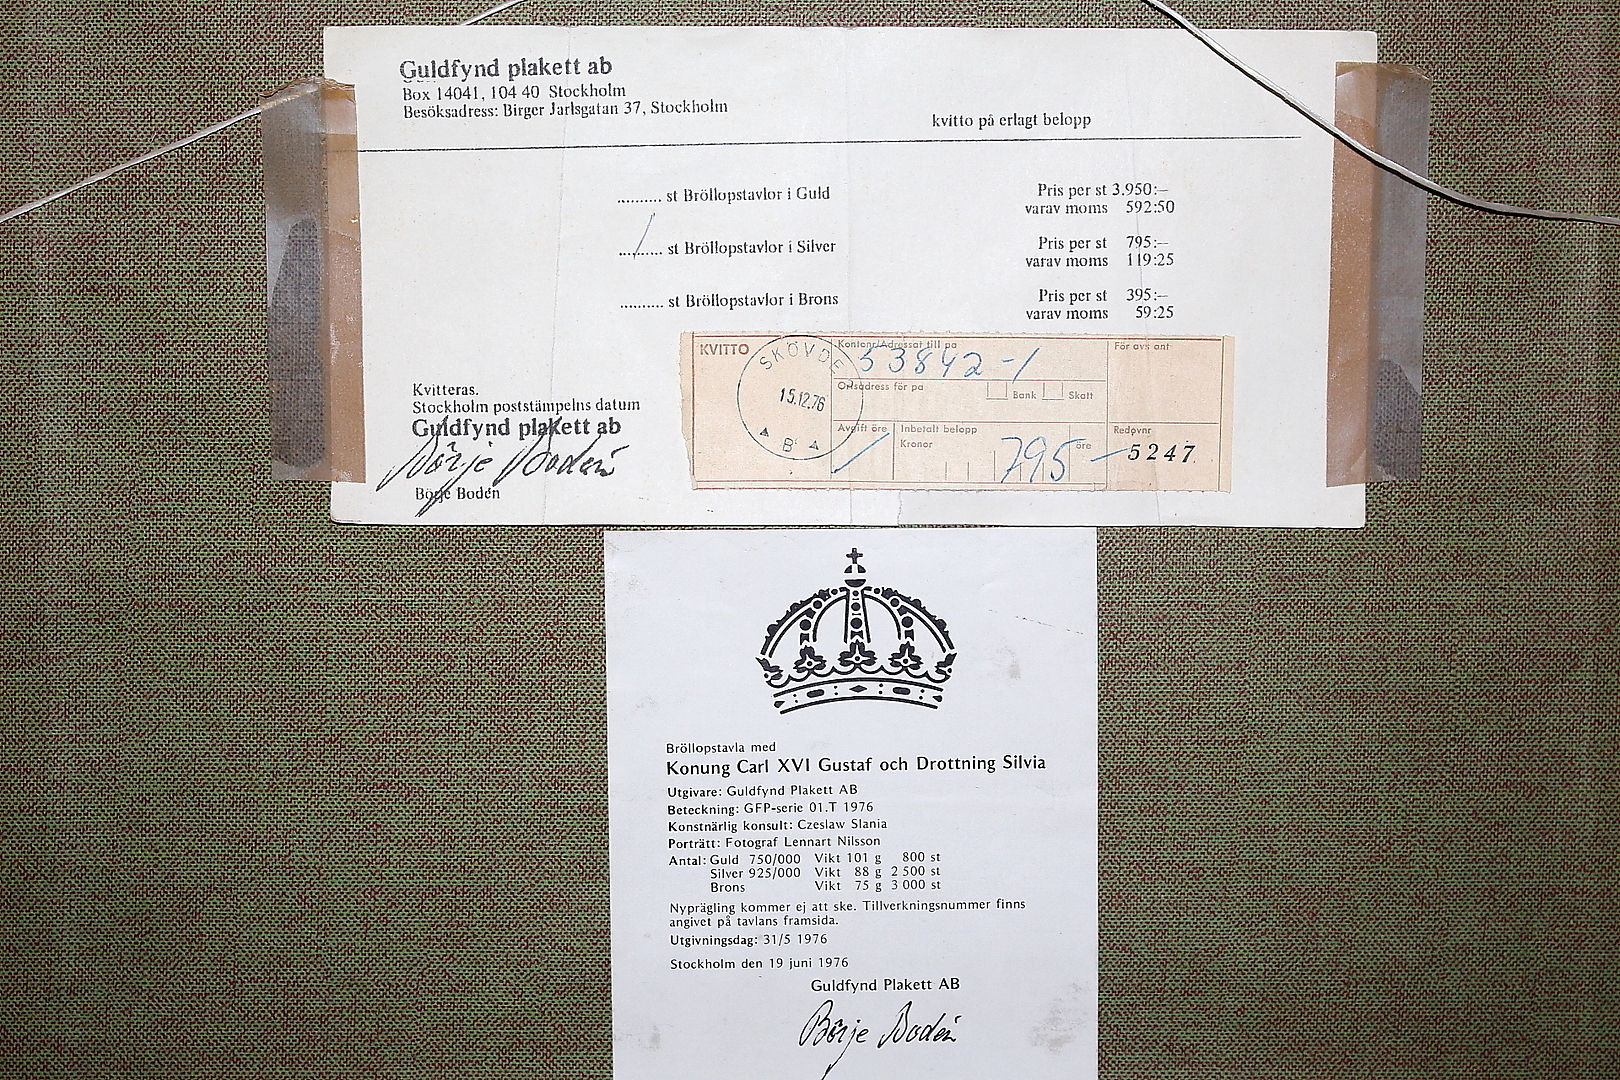 Guldfynd plakett ab
Box 14041, 104 40 Stockholm
Besöksadress: Birger Jarlsgatan 37, Stockholm
kvitto på erlagt belopp
.......... st Bröllopstavlor i Guld
Pris per st 3.950:—
varav moms 592:50
.../...... st Bröllopstavlor i Silver
Pris per st 795:—
varav moms 119:25
.......... st Bröllopstavlor i Brons
Pris per st 395:—
varav moms 59:25
KVITTO
SKÖVDE
15.12.76
B
Kontonr/Adressat till pa
53842-1
För avs ant
Ortsadress för pa
Bank
Skatt
Avgift öre
Inbetalt belopp
Kronor
795
öre
—
Redovnr
5247
Kvitteras.
Stockholm poststämpelns datum
Guldfynd plakett ab
Börje Bodén
Börje Bodén
Bröllopstavla med
Konung Carl XVI Gustaf och Drottning Silvia
Utgivare: Guldfynd Plakett AB
Beteckning: GFP-serie 01.T 1976
Konstnärlig konsult: Czeslaw Slania
Porträtt: Fotograf Lennart Nilsson
Antal: Guld 750/000 Vikt 101 g 800 st
Silver 925/000 Vikt 88 g 2 500 st
Brons Vikt 75 g 3 000 st
Nyprägling kommer ej att ske. Tillverkningsnummer finns
angivet på tavlans framsida.
Utgivningsdag: 31/5 1976
Stockholm den 19 juni 1976
Guldfynd Plakett AB
Börje Bodén